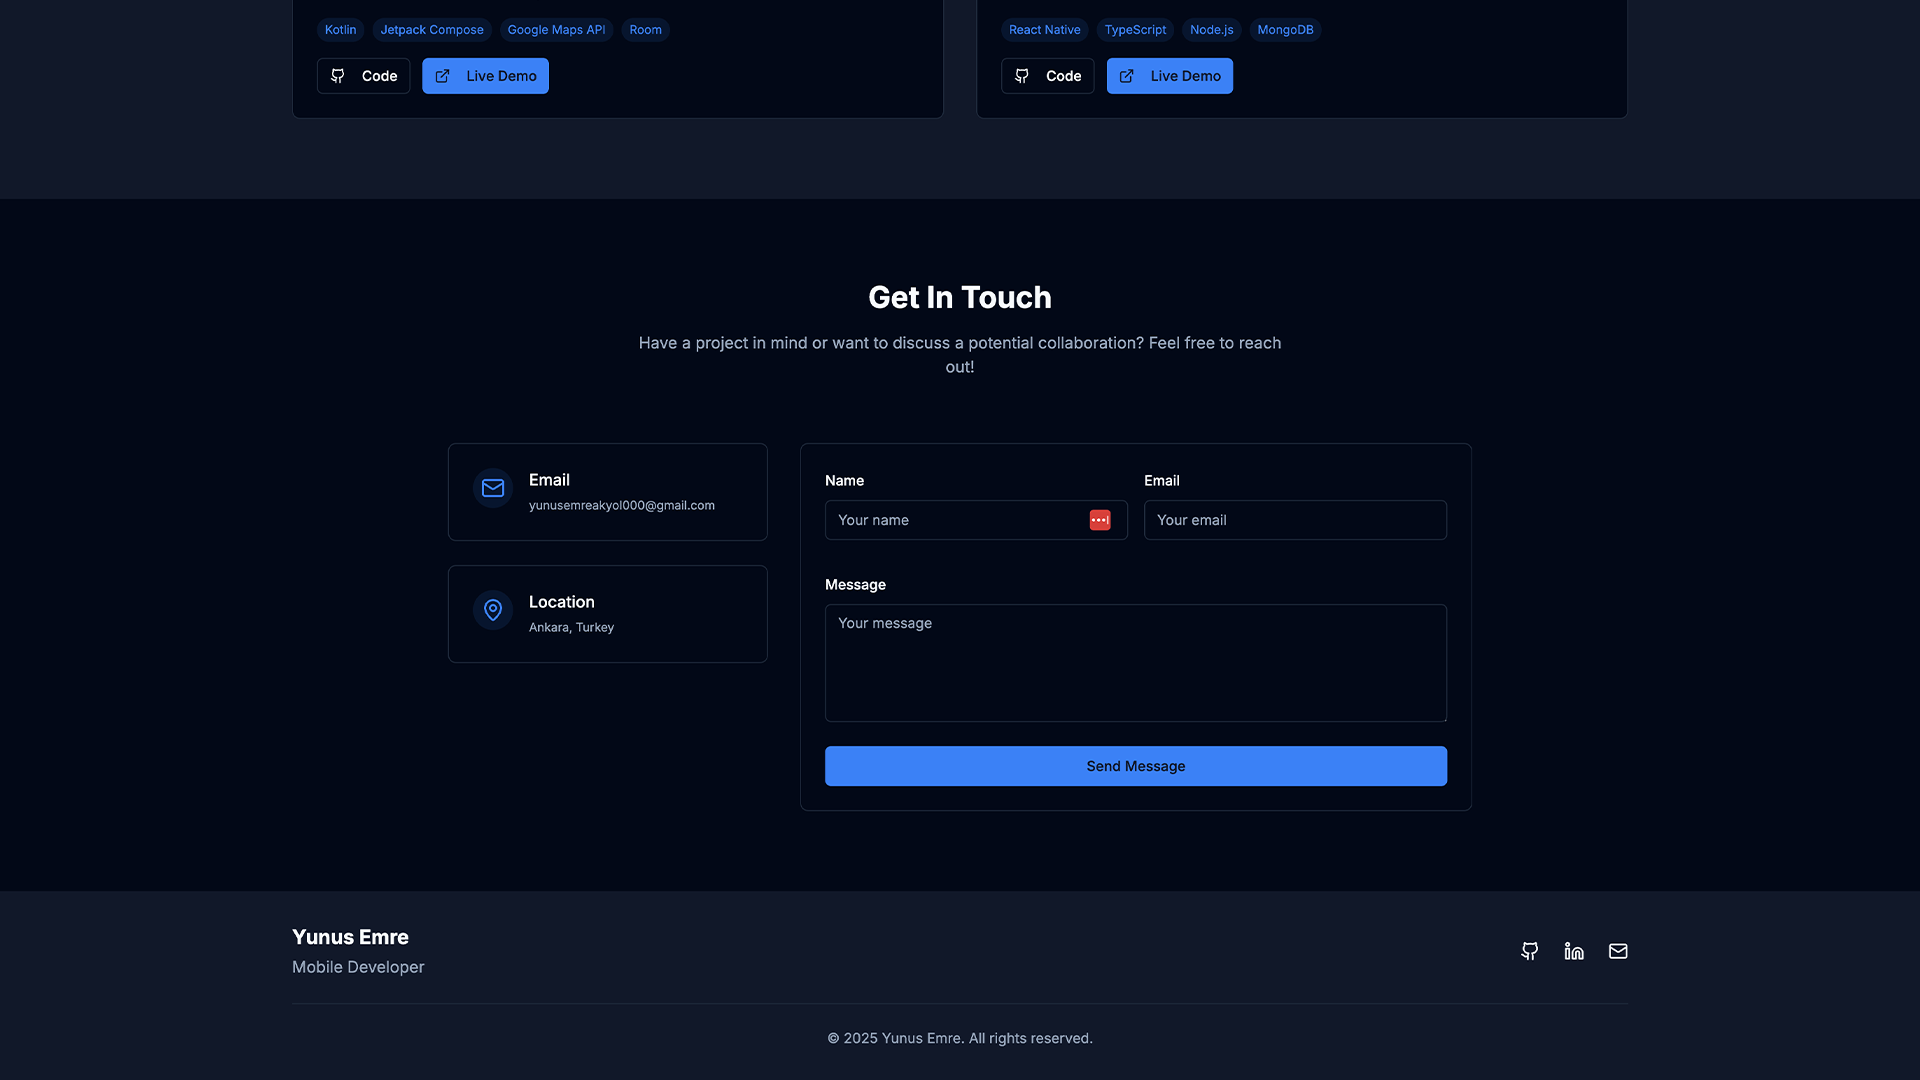 Kotlin Jetpack Compose Google Maps API Room
Code Live Demo
React Native TypeScript Node.js MongoDB
Code Live Demo
Get In Touch
Have a project in mind or want to discuss a potential collaboration? Feel free to reach
out!
Email
yunusemreakyol000@gmail.com
Location
Ankara, Turkey
Name
Your name
Email
Your email
Message
Your message
Send Message
Yunus Emre
Mobile Developer
© 2025 Yunus Emre. All rights reserved.